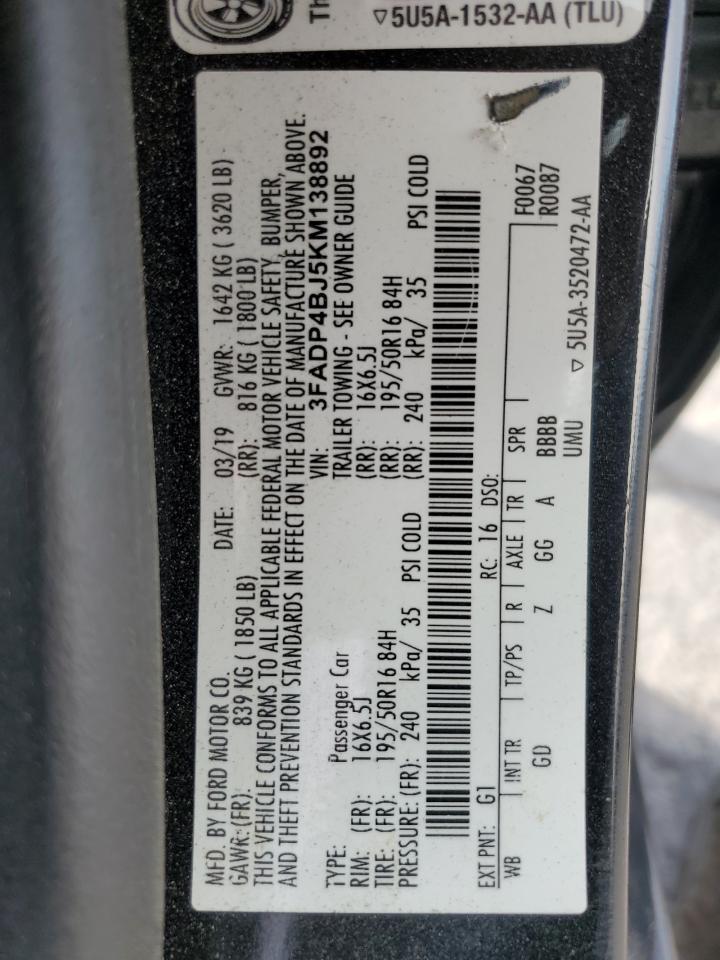 Th
▽5U5A-1532-AA (TLU)
MFD. BY FORD MOTOR CO. DATE: 03/19 GVWR: 1642 KG ( 3620 LB)
GAWR: (FR): 839 KG ( 1850 LB) (RR): 816 KG ( 1800 LB)
THIS VEHICLE CONFORMS TO ALL APPLICABLE FEDERAL MOTOR VEHICLE SAFETY, BUMPER,
AND THEFT PREVENTION STANDARDS IN EFFECT ON THE DATE OF MANUFACTURE SHOWN ABOVE.
VIN: 3FADP4BJ5KM138892
TYPE: Passenger Car TRAILER TOWING - SEE OWNER GUIDE
RIM: (FR): 16X6.5J (RR): 16X6.5J
TIRE: (FR): 195/50R16 84H (RR): 195/50R16 84H
PRESSURE: (FR): 240 kPa/ 35 PSI COLD (RR): 240 kPa/ 35 PSI COLD
EXT PNT: G1 RC: 16 DSO: F0067
WB INT TR TP/PS R AXLE TR SPR R0087
GD Z GG A BBBB
UMU ▽ 5U5A-3520472-AA